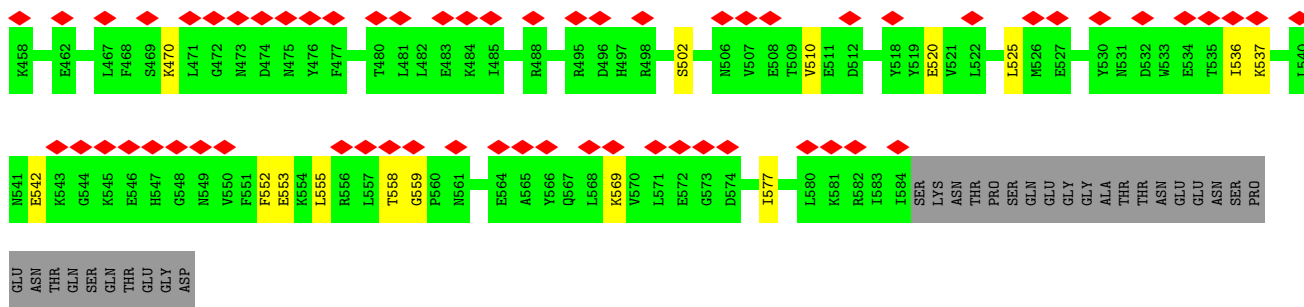 K458 E462 L467 F468 S469 K470 L471 G472 N473 D474 N475 Y476 F477 T480 L481 L482 E483 K484 I485 R488 R495 D496 H497 R498 S502 N506 V507 E508 T509 V510 E511 D512 Y518 Y519 E520 V521 L522 L525 M526 E527 Y530 N531 D532 W533 E534 T535 I536 K537 L540
N541 E542 K543 G544 K545 E546 H547 G548 N549 V550 F551 F552 E553 K554 L555 R556 L557 T558 G559 P560 N561 E564 A565 Y566 Q567 L568 K569 V570 L571 E572 G573 D574 I577 L580 K581 R582 I583 I584 SER LYS ASN THR PRO SER GLN GLU GLY GLY ALA THR THR ASN GLU GLU ASN SER PRO
GLU ASN THR GLN SER GLN THR GLU GLY ASP